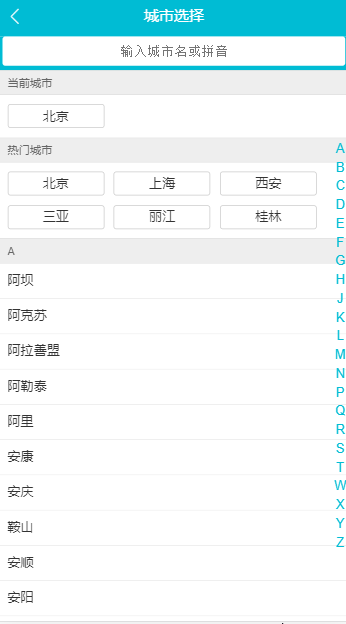 城市选择
输入城市名或拼音
当前城市
北京
热门城市
北京 上海 西安
三亚 丽江 桂林
A
阿坝
阿克苏
阿拉善盟
阿勒泰
阿里
安康
安庆
鞍山
安顺
安阳
A
B
C
D
E
F
G
H
J
K
L
M
N
P
Q
R
S
T
W
X
Y
Z